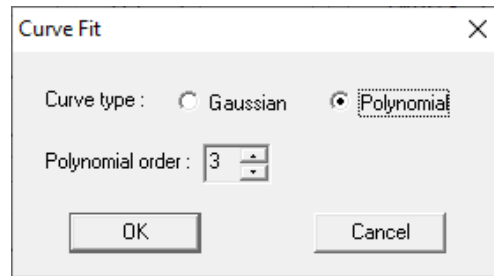 Curve Fit
Curve type : Gaussian Polynomial
Polynomial order : 3
OK Cancel